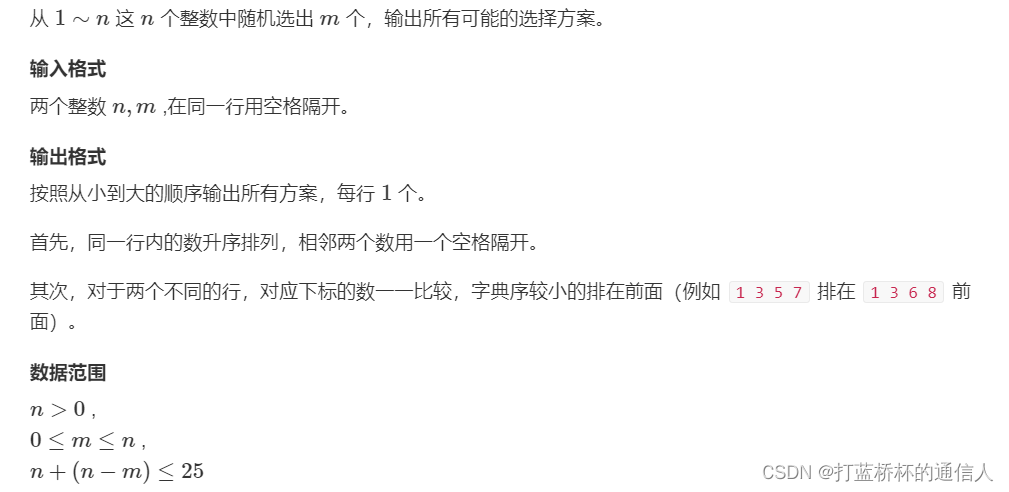 从 1 ~ n 这 n 个整数中随机选出 m 个，输出所有可能的选择方案。
输入格式
两个整数 n, m ,在同一行用空格隔开。
输出格式
按照从小到大的顺序输出所有方案，每行 1 个。
首先，同一行内的数升序排列，相邻两个数用一个空格隔开。
其次，对于两个不同的行，对应下标的数一一比较，字典序较小的排在前面（例如 1 3 5 7 排在 1 3 6 8 前
面）。
数据范围
n > 0 ,
0 ≤ m ≤ n ,
n + (n − m) ≤ 25
CSDN @打蓝桥杯的通信人